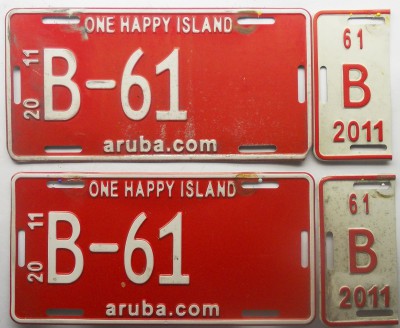 ONE HAPPY ISLAND
20 11
B-61
aruba.com
61
B
2011
ONE HAPPY ISLAND
20 11
B-61
aruba.com
61
B
2011